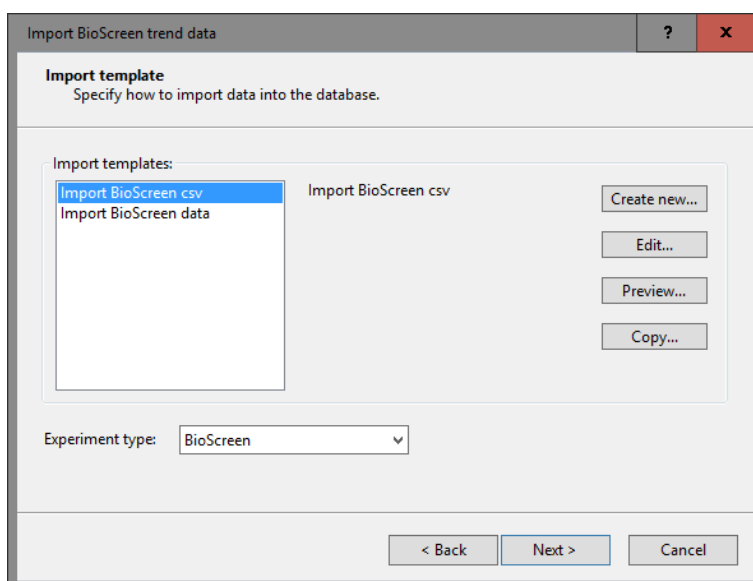 Import BioScreen trend data
?
x
Import template
Specify how to import data into the database.
Import templates:
Import BioScreen csv
Import BioScreen data
Import BioScreen csv
Create new...
Edit...
Preview...
Copy...
Experiment type:
BioScreen
< Back
Next >
Cancel